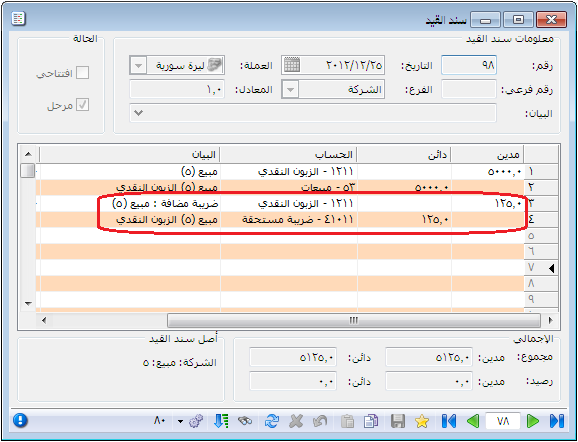 سند القيد
معلومات سند القيد
رقم: ٩٨ التاريخ: ٢٠١٢/١٢/٢٥ العملة: ليرة سورية
رقم فرعي: الفرع: الشركة المعادل: ١,٠
البيان:
الحالة
افتتاحي
مرحل
مدين دائن الحساب البيان
١ ٥٠٠٠,٠ ١٢١١ - الزبون النقدي مبيع (٥)
٢ ٥٠٠٠,٠ ٥٣ - مبيعات مبيع (٥) الزبون النقدي
٣ ١٢٥,٠ ١٢١١ - الزبون النقدي ضريبة مضافة : مبيع (٥)
٤ ١٢٥,٠ ٤١٠١١ - ضريبة مستحقة مبيع (٥) الزبون النقدي
٥
٦
٧
٨
٩
الإجمالي
مجموع: مدين: ٥١٢٥,٠ دائن: ٥١٢٥,٠
رصيد: مدين: ٠,٠ دائن: ٠,٠
أصل سند القيد
الشركة: مبيع: ٥
٧٨ ٨٠